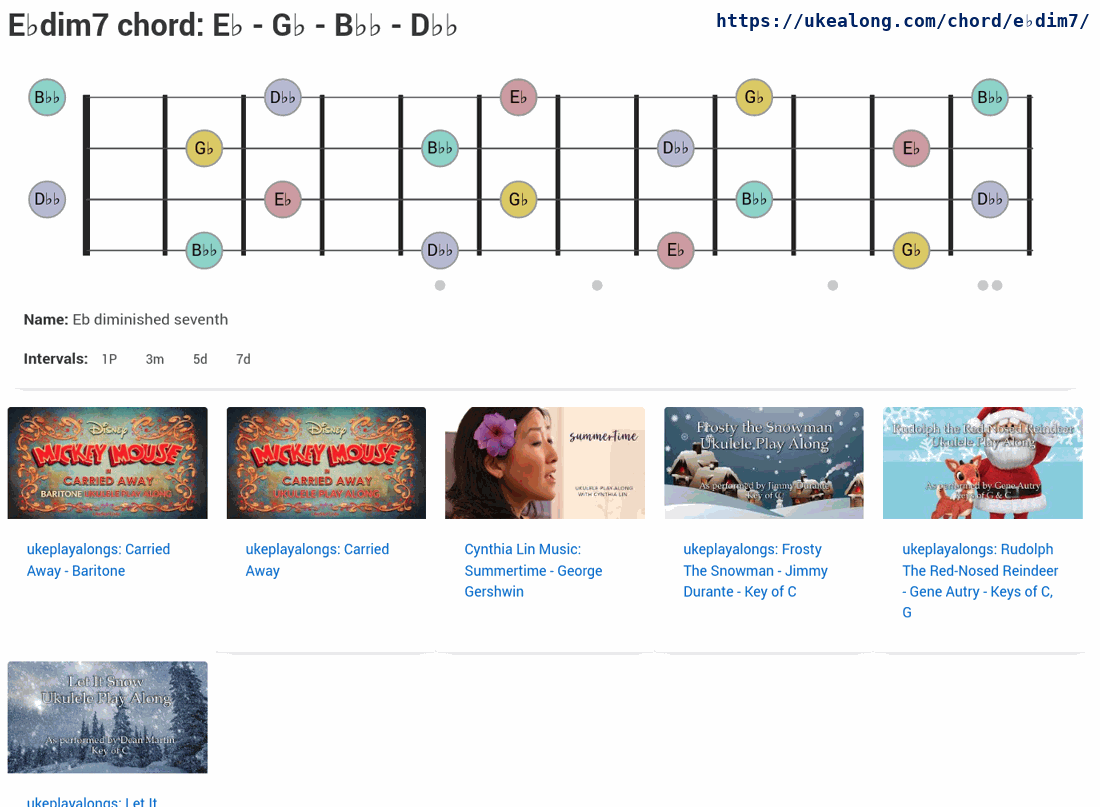 E♭dim7 chord: E♭ - G♭ - B♭♭ - D♭♭
https://ukealong.com/chord/e♭dim7/
B♭♭ D♭♭ E♭ G♭ B♭♭
G♭ B♭♭ D♭♭ E♭
D♭♭ E♭ G♭ B♭♭ D♭♭
B♭♭ D♭♭ E♭ G♭
Name: Eb diminished seventh
Intervals: 1P 3m 5d 7d
Disney
MICKEY MOUSE
IN
CARRIED AWAY
BARITONE UKULELE PLAY ALONG
Disney
MICKEY MOUSE
IN
CARRIED AWAY
UKULELE PLAY ALONG
summertime
UKULELE PLAY-ALONG
WITH CYNTHIA LIN
Frosty the Snowman
Ukulele Play Along
As performed by Jimmy Durante
Key of C
Rudolph the Red-Nosed Reindeer
Ukulele Play Along
As performed by Gene Autry
Keys of G & C
ukeplayalongs: Carried
Away - Baritone
ukeplayalongs: Carried
Away
Cynthia Lin Music:
Summertime - George
Gershwin
ukeplayalongs: Frosty
The Snowman - Jimmy
Durante - Key of C
ukeplayalongs: Rudolph
The Red-Nosed Reindeer
- Gene Autry - Keys of C,
G
Let It Snow
Ukulele Play Along
As performed by Dean Martin
Key of C
ukeplayalongs: Let It